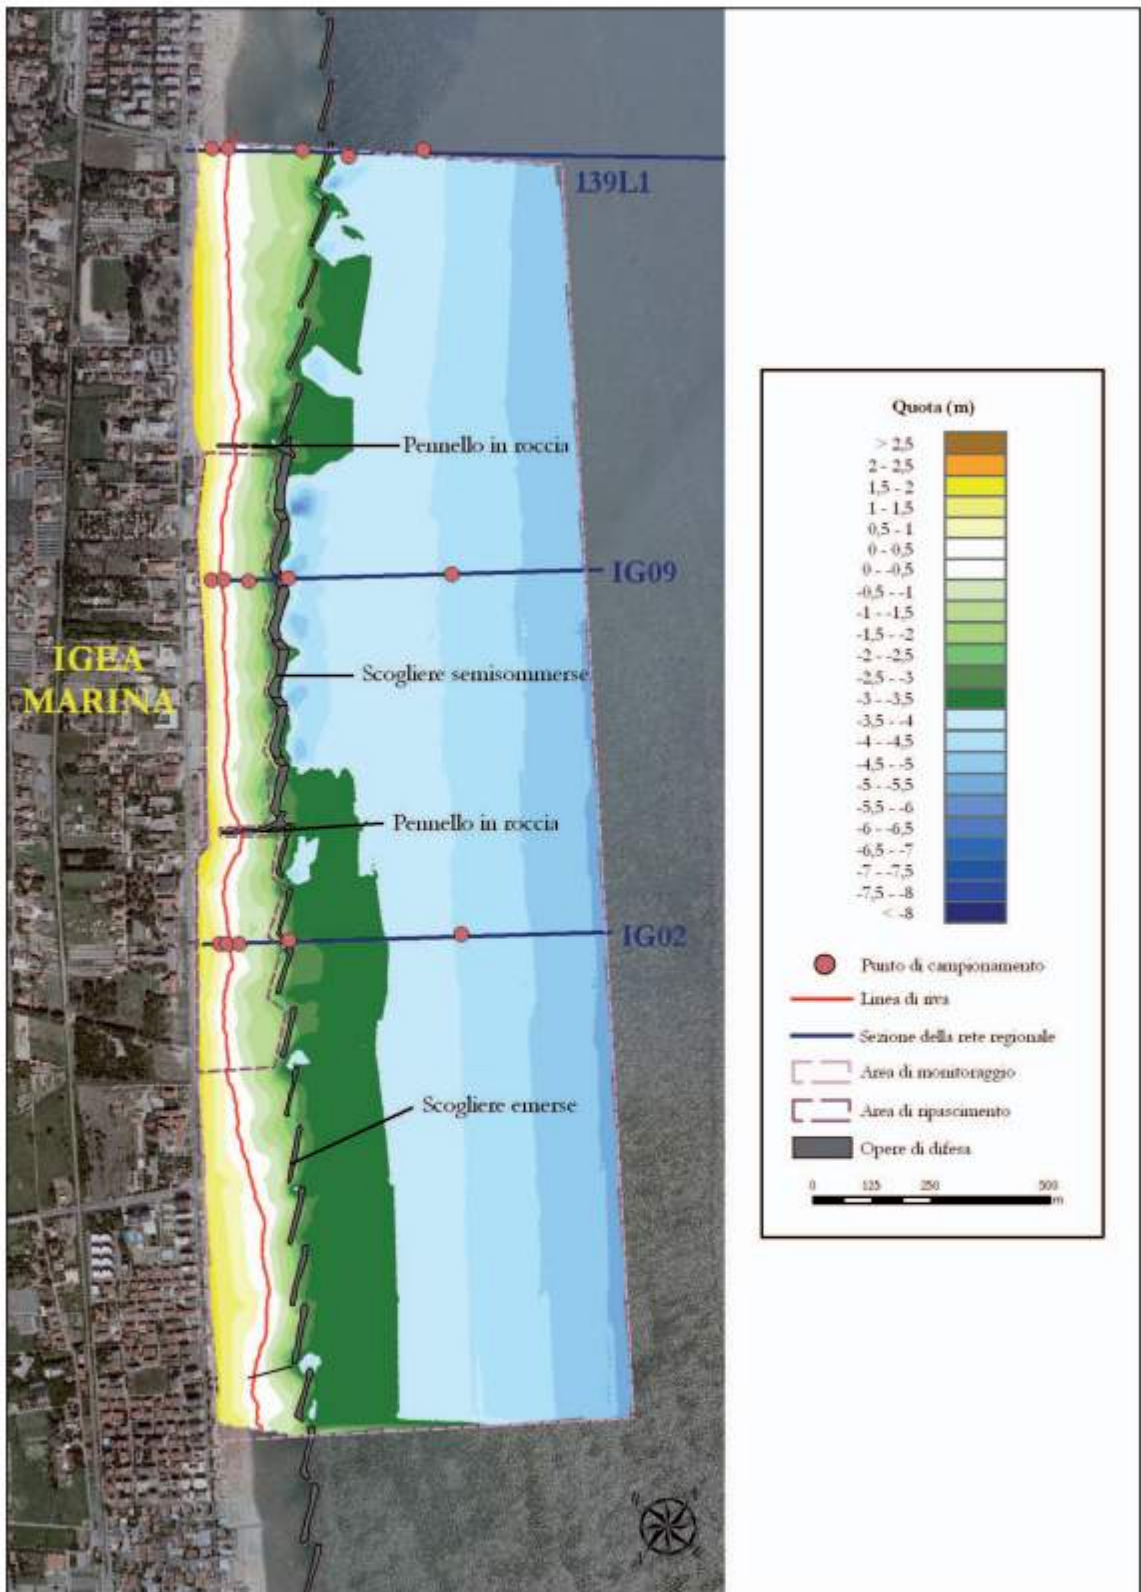 139L1
Pennello in roccia
IG09
IGEA
MARINA
Scogliere semisommerse
Pennello in roccia
IG02
Scogliere emerse
Quota (m)
> 2,5
2 - 2,5
1,5 - 2
1 - 1,5
0,5 - 1
0 - 0,5
0 - -0,5
-0,5 - -1
-1 - -1,5
-1,5 - -2
-2 - -2,5
-2,5 - -3
-3 - -3,5
-3,5 - -4
-4 - -4,5
-4,5 - -5
-5 - -5,5
-5,5 - -6
-6 - -6,5
-6,5 - -7
-7 - -7,5
-7,5 - -8
< -8
Punto di campionamento
Linea di riva
Sezione della rete regionale
Area di monitoraggio
Area di ripascimento
Opere di difesa
0 125 250 500
m